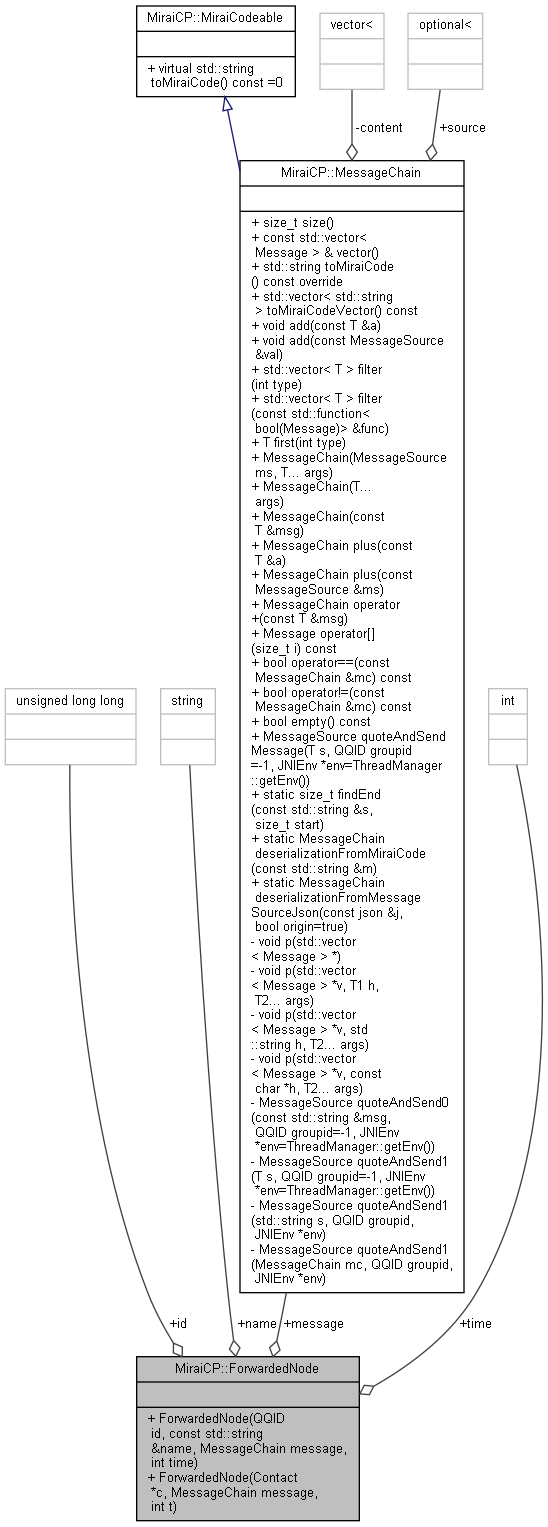 MiraiCP::MiraiCodeable
+ virtual std::string
toMiraiCode() const =0
vector<
optional<
-content
+source
MiraiCP::MessageChain
+ size_t size()
+ const std::vector<
Message > & vector()
+ std::string toMiraiCode
() const override
+ std::vector< std::string
> toMiraiCodeVector() const
+ void add(const T &a)
+ void add(const MessageSource
&val)
+ std::vector< T > filter
(int type)
+ std::vector< T > filter
(const std::function<
bool(Message)> &func)
+ T first(int type)
+ MessageChain(MessageSource
ms, T... args)
+ MessageChain(T...
args)
+ MessageChain(const
T &msg)
+ MessageChain plus(const
T &a)
+ MessageChain plus(const
MessageSource &ms)
+ MessageChain operator
+(const T &msg)
+ Message operator[]
(size_t i) const
+ bool operator==(const
MessageChain &mc) const
+ bool operator!=(const
MessageChain &mc) const
+ bool empty() const
+ MessageSource quoteAndSend
Message(T s, QQID groupid
=-1, JNIEnv *env=ThreadManager
::getEnv())
+ static size_t findEnd
(const std::string &s,
size_t start)
+ static MessageChain
deserializationFromMiraiCode
(const std::string &m)
+ static MessageChain
deserializationFromMessage
SourceJson(const json &j,
bool origin=true)
- void p(std::vector
< Message > *)
- void p(std::vector
< Message > *v, T1 h,
T2... args)
- void p(std::vector
< Message > *v, std
::string h, T2... args)
- void p(std::vector
< Message > *v, const
char *h, T2... args)
- MessageSource quoteAndSend0
(const std::string &msg,
QQID groupid=-1, JNIEnv
*env=ThreadManager::getEnv())
- MessageSource quoteAndSend1
(T s, QQID groupid=-1, JNIEnv
*env=ThreadManager::getEnv())
- MessageSource quoteAndSend1
(std::string s, QQID groupid,
JNIEnv *env)
- MessageSource quoteAndSend1
(MessageChain mc, QQID groupid,
JNIEnv *env)
unsigned long long
string
int
+id
+name
+message
+time
MiraiCP::ForwardedNode
+ ForwardedNode(QQID
id, const std::string
&name, MessageChain message,
int time)
+ ForwardedNode(Contact
*c, MessageChain message,
int t)